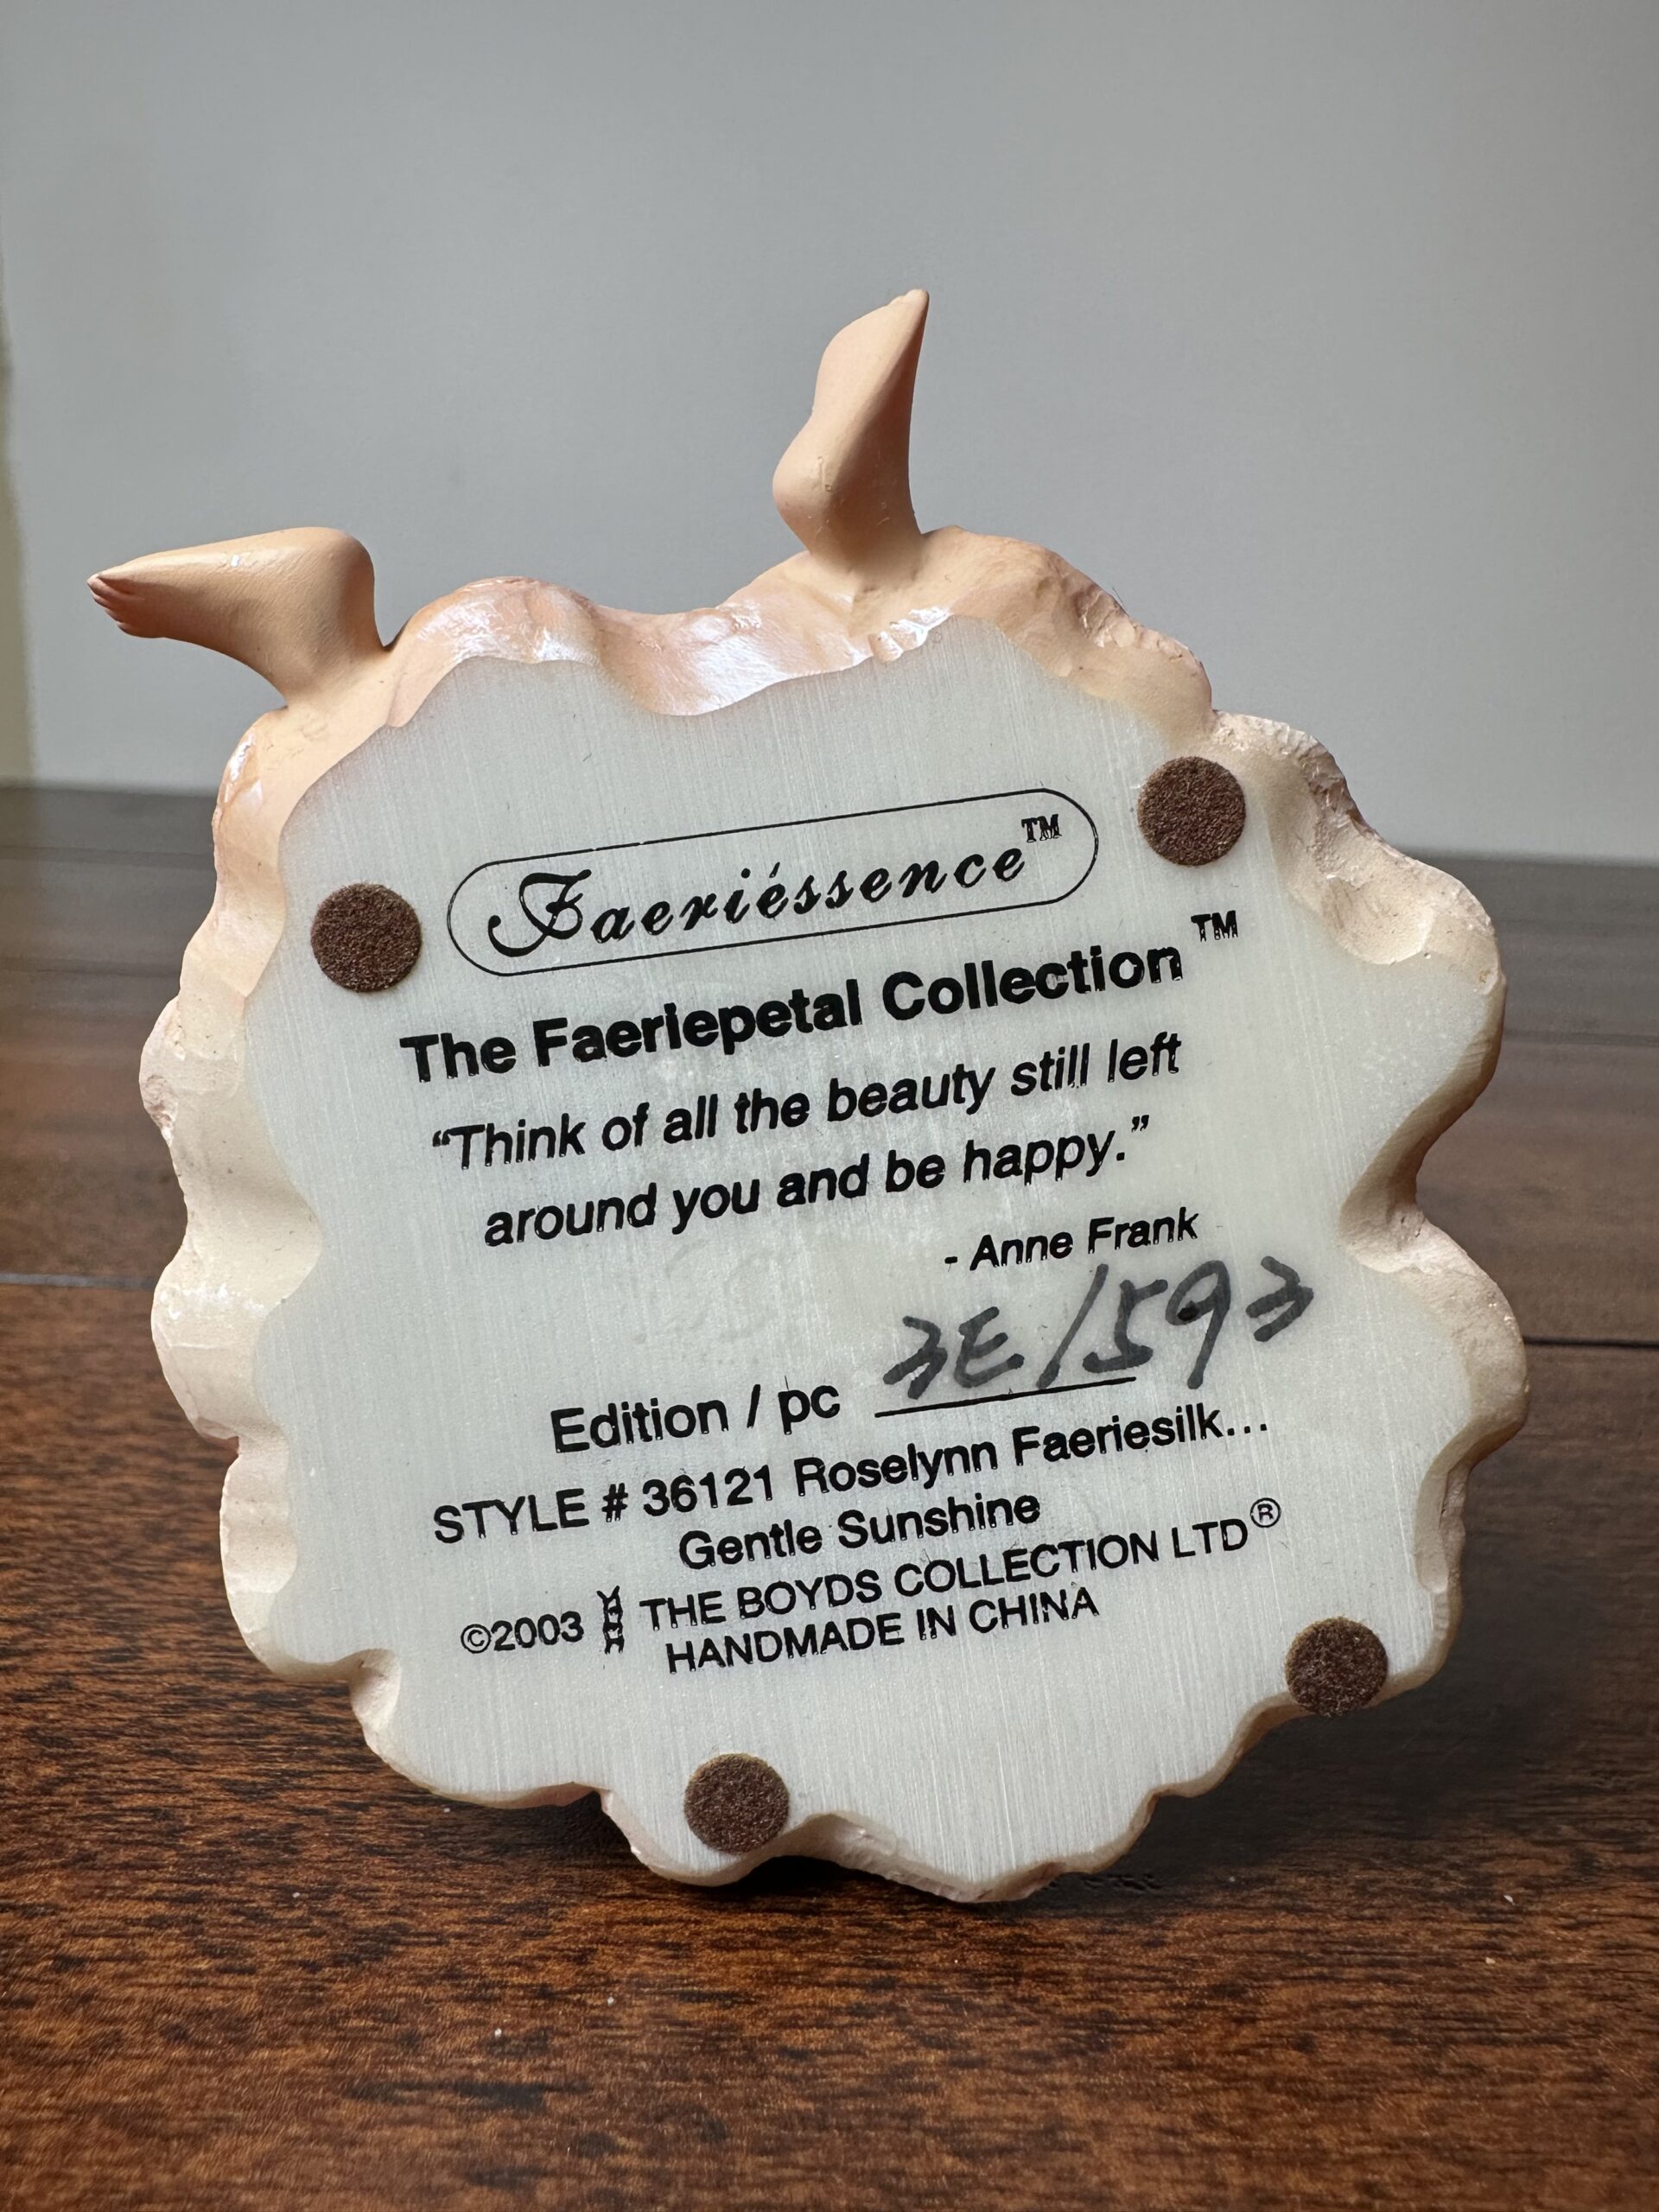 Faeriéssence™
The Faeriepetal Collection™
“Think of all the beauty still left
around you and be happy.”
- Anne Frank
Edition / pc 3E/593
STYLE # 36121 Roselynn Faeriesilk...
Gentle Sunshine
©2003 THE BOYDS COLLECTION LTD®
HANDMADE IN CHINA